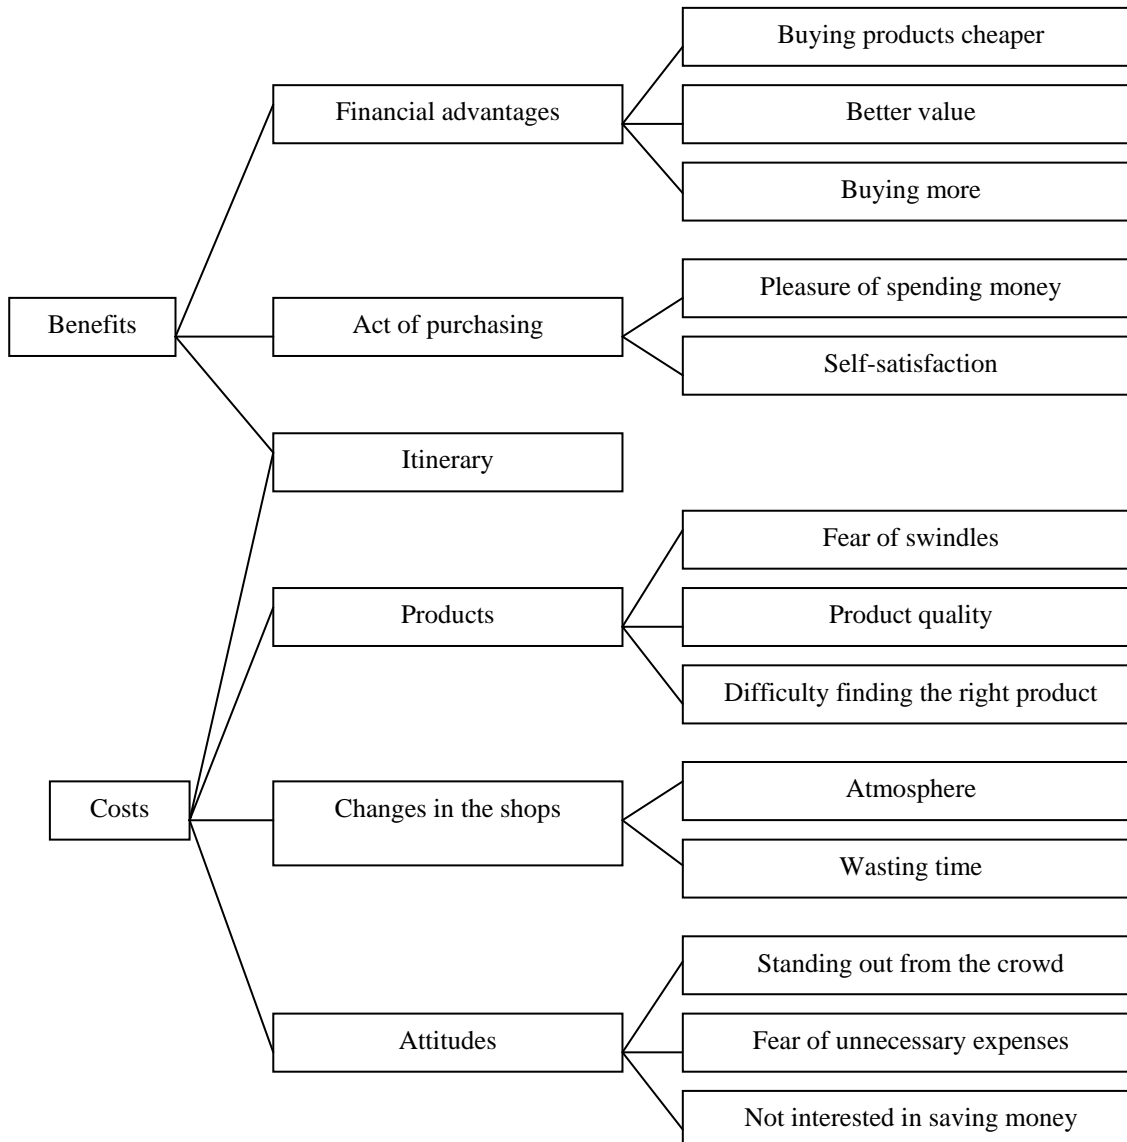 Buying products cheaper
Financial advantages
Better value
Buying more
Pleasure of spending money
Benefits
Act of purchasing
Self-satisfaction
Itinerary
Fear of swindles
Products
Product quality
Difficulty finding the right product
Atmosphere
Costs
Changes in the shops
Wasting time
Standing out from the crowd
Attitudes
Fear of unnecessary expenses
Not interested in saving money